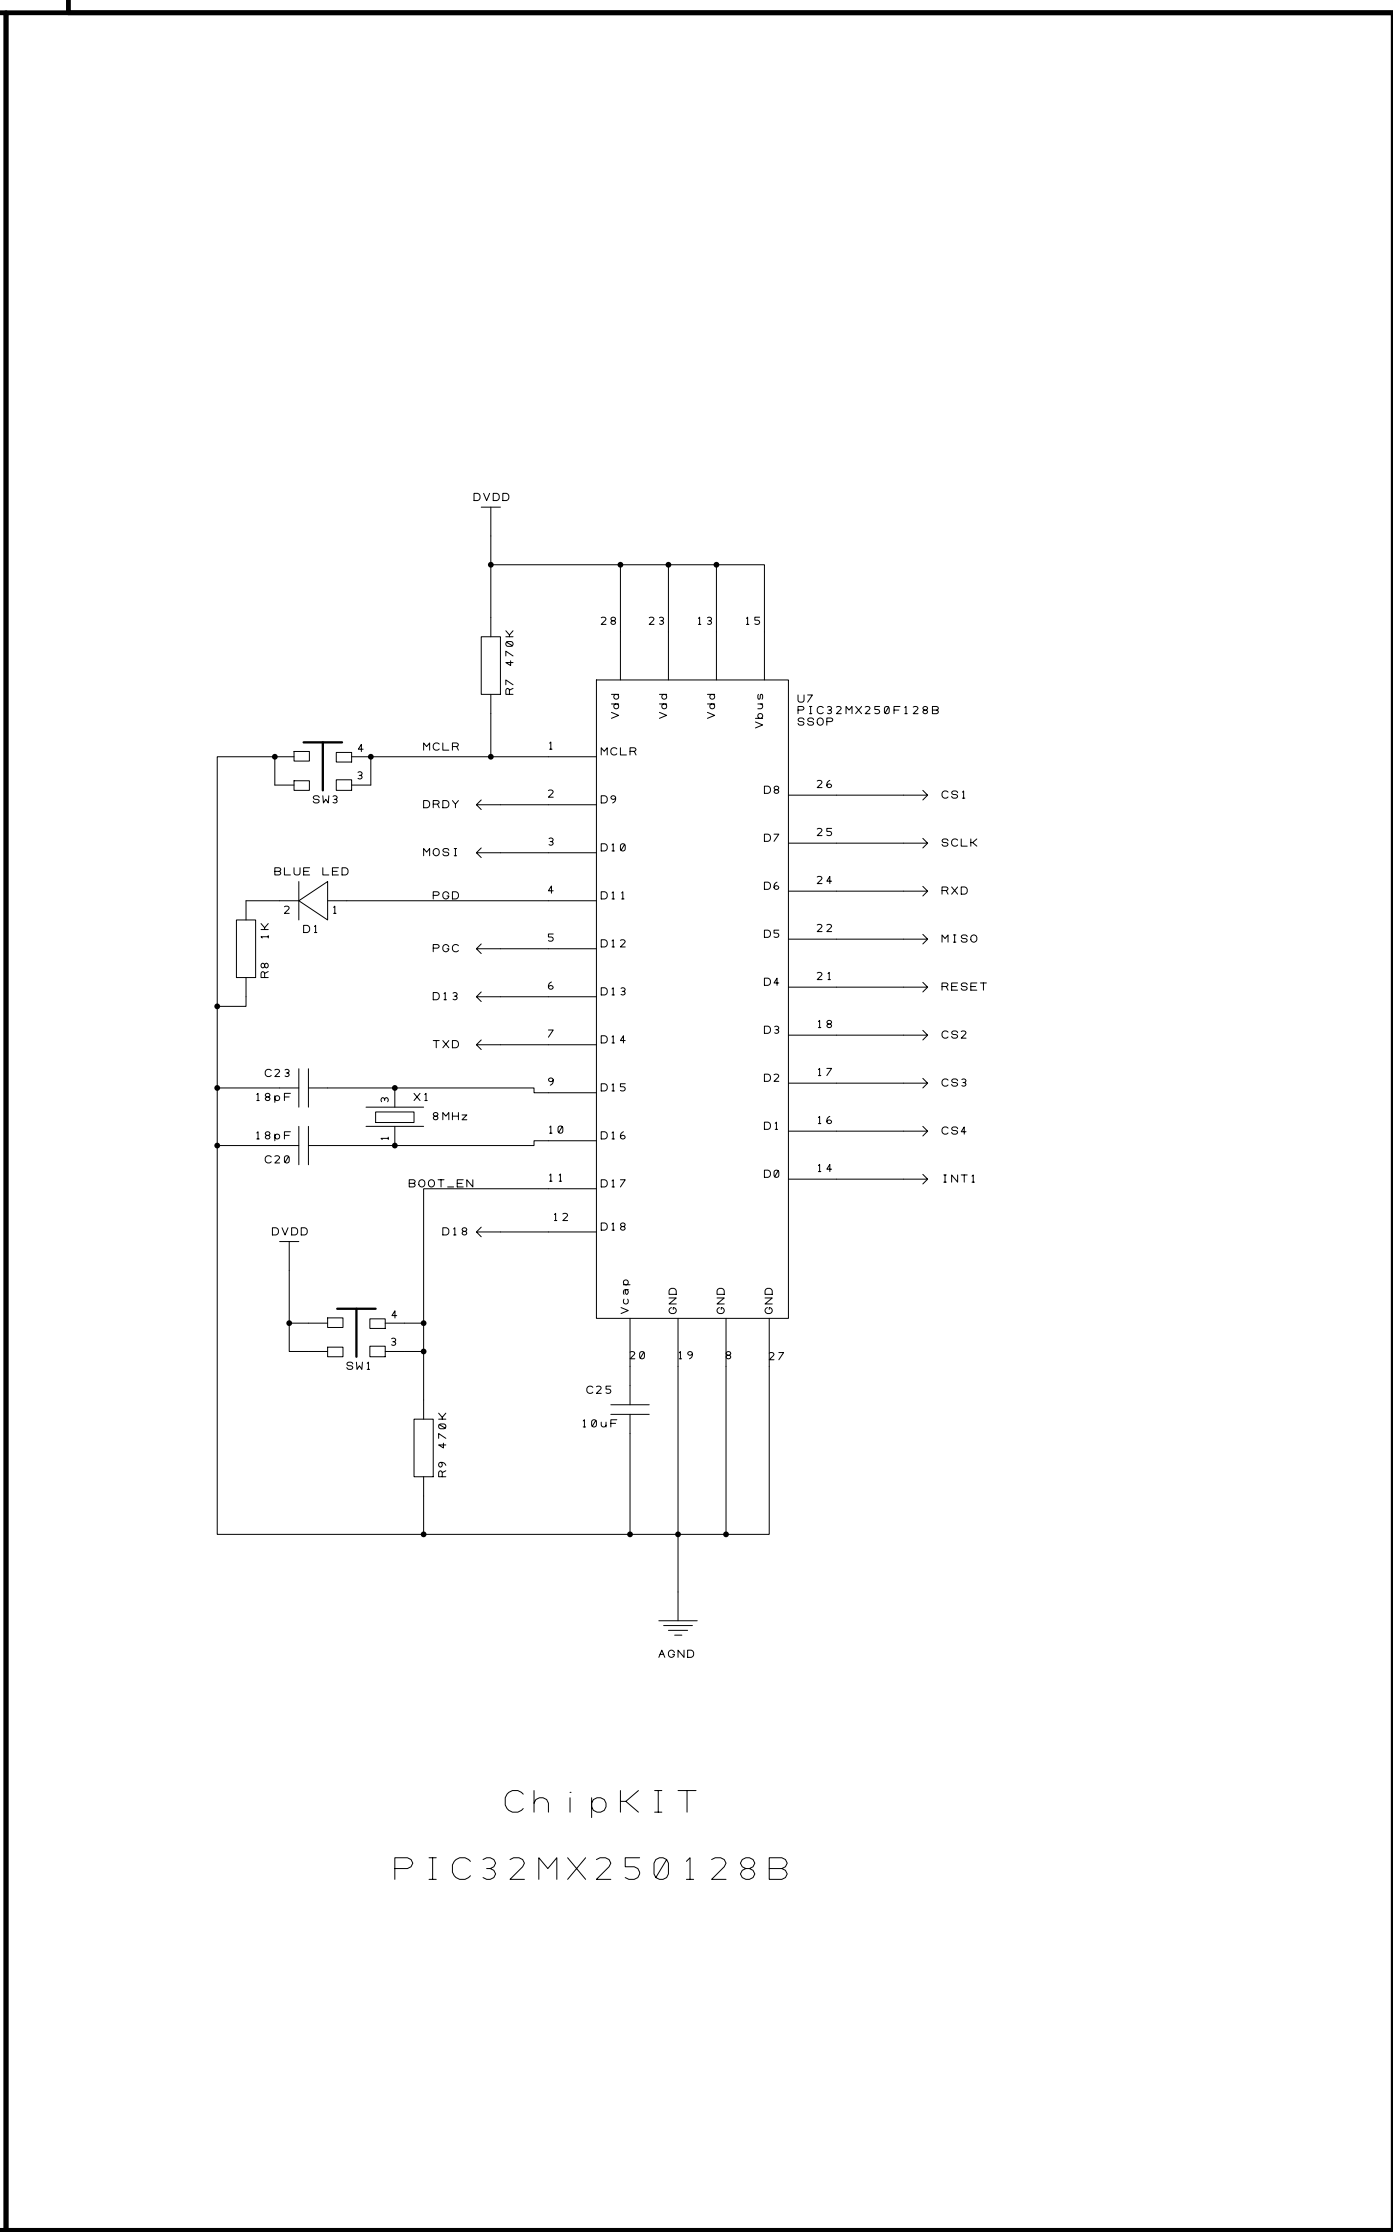 DVDD
28 23 13 15
R7 470K
Vdd Vdd Vdd Vbus
U7
PIC32MX250F128B
SSOP
4
3
SW3
MCLR 1 MCLR
DRDY 2 D9
MOSI 3 D10
BLUE LED
2 1
D1
PGD 4 D11
R8 1K
PGC 5 D12
D13 6 D13
TXD 7 D14
C23
18pF
9 D15
3 X1
8MHz
1
18pF
C20
10 D16
BOOT_EN 11 D17
D18 12 D18
D8 26 CS1
D7 25 SCLK
D6 24 RXD
D5 22 MISO
D4 21 RESET
D3 18 CS2
D2 17 CS3
D1 16 CS4
D0 14 INT1
DVDD
4
3
SW1
R9 470K
Vcap GND GND GND
20 19 8 27
C25
10uF
AGND
ChipKIT
PIC32MX250128B